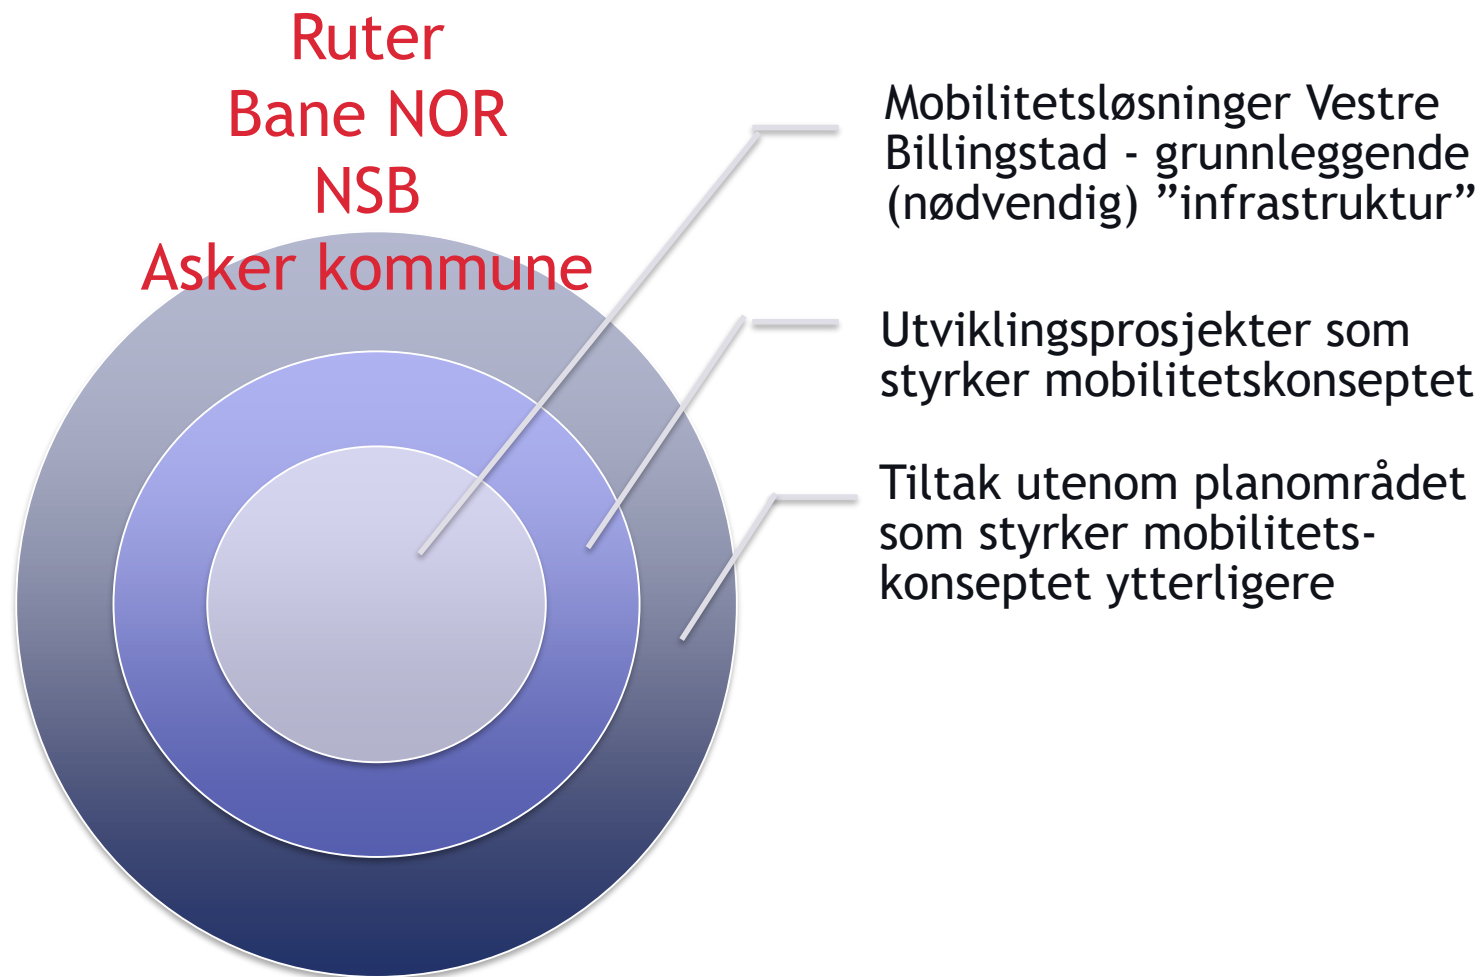 Ruter
Bane NOR
NSB
Asker kommune
Mobilitetsløsninger Vestre
Billingstad - grunnleggende
(nødvendig) ”infrastruktur”
Utviklingsprosjekter som
styrker mobilitetskonseptet
Tiltak utenom planområdet
som styrker mobilitets-
konseptet ytterligere